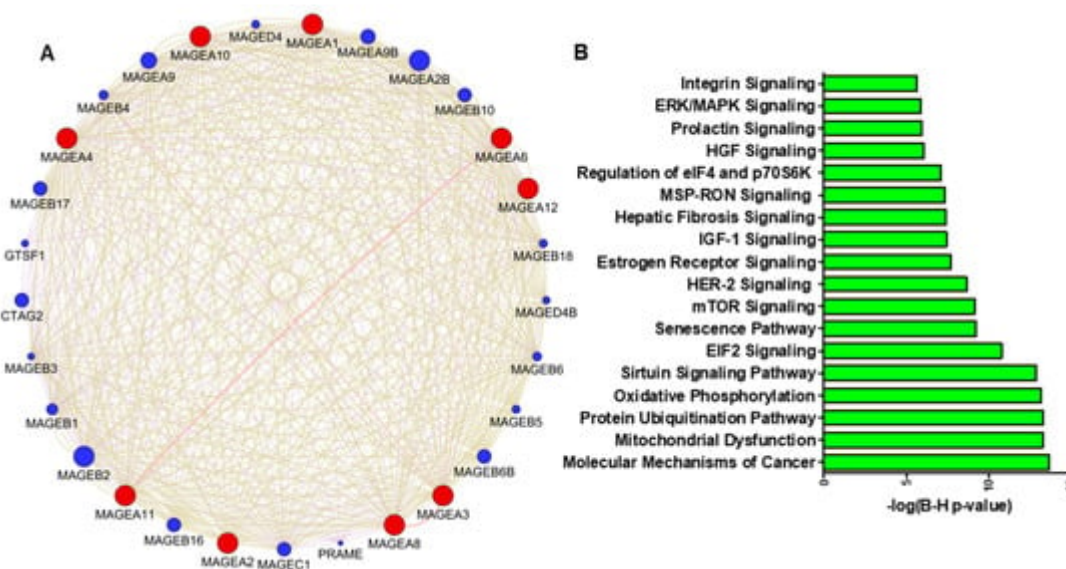 A
MAGED4
MAGEA1
MAGEA10
MAGEA9B
MAGEA9
MAGEA2B
MAGEB4
MAGEB10
MAGEA4
MAGEA6
MAGEB17
MAGEA12
GTSF1
MAGEB18
CTAG2
MAGED4B
MAGEB3
MAGEB6
MAGEB1
MAGEB5
MAGEB2
MAGEB6B
MAGEA11
MAGEA3
MAGEB16
MAGEA8
MAGEA2
MAGEC1
PRAME
B
Integrin Signaling
ERK/MAPK Signaling
Prolactin Signaling
HGF Signaling
Regulation of eIF4 and p70S6K
MSP-RON Signaling
Hepatic Fibrosis Signaling
IGF-1 Signaling
Estrogen Receptor Signaling
HER-2 Signaling
mTOR Signaling
Senescence Pathway
EIF2 Signaling
Sirtuin Signaling Pathway
Oxidative Phosphorylation
Protein Ubiquitination Pathway
Mitochondrial Dysfunction
Molecular Mechanisms of Cancer
0 5 10
-log(B-H p-value)